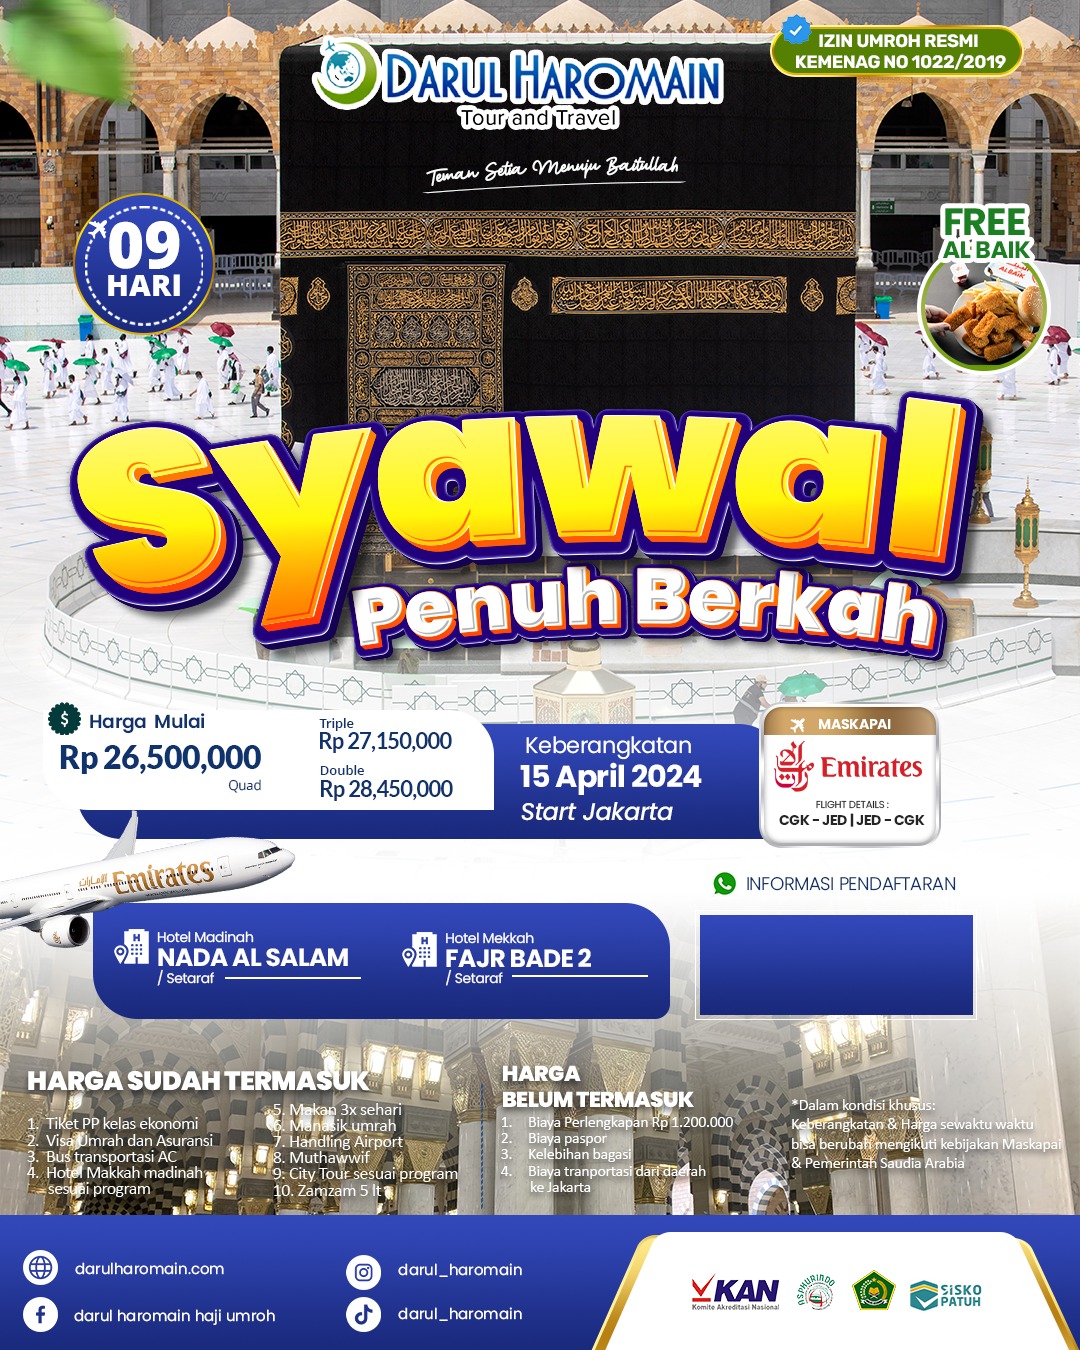 DARUL HAROMAIN
Tour and Travel
Teman Setia Menuju Baitullah
IZIN UMROH RESMI
KEMENAG NO 1022/2019
09
HARI
FREE
AL BAIK
ALBAIK
Syawal
Penuh Berkah
$ Harga Mulai
Rp 26,500,000
Quad
Triple
Rp 27,150,000
Double
Rp 28,450,000
Keberangkatan
15 April 2024
Start Jakarta
MASKAPAI
Emirates
FLIGHT DETAILS :
CGK - JED | JED - CGK
الإمارات Emirates
INFORMASI PENDAFTARAN
H
Hotel Madinah
NADA AL SALAM
/ Setaraf
H
Hotel Mekkah
FAJR BADE 2
/ Setaraf
HARGA SUDAH TERMASUK
1. Tiket PP kelas ekonomi
2. Visa Umrah dan Asuransi
3. Bus transportasi AC
4. Hotel Makkah madinah
sesuai program
5. Makan 3x sehari
6. Manasik umrah
7. Handling Airport
8. Muthawwif
9. City Tour sesuai program
10. Zamzam 5 lt
HARGA
BELUM TERMASUK
1. Biaya Perlengkapan Rp 1.200.000
2. Biaya paspor
3. Kelebihan bagasi
4. Biaya tranportasi dari daerah
ke Jakarta
*Dalam kondisi khusus:
Keberangkatan & Harga sewaktu waktu
bisa berubah mengikuti kebijakan Maskapai
& Pemerintah Saudia Arabia
darulharomain.com
darul haromain haji umroh
darul_haromain
darul_haromain
KAN
Komite Akreditasi Nasional
ASPHURINDO
SISKO
PATUH